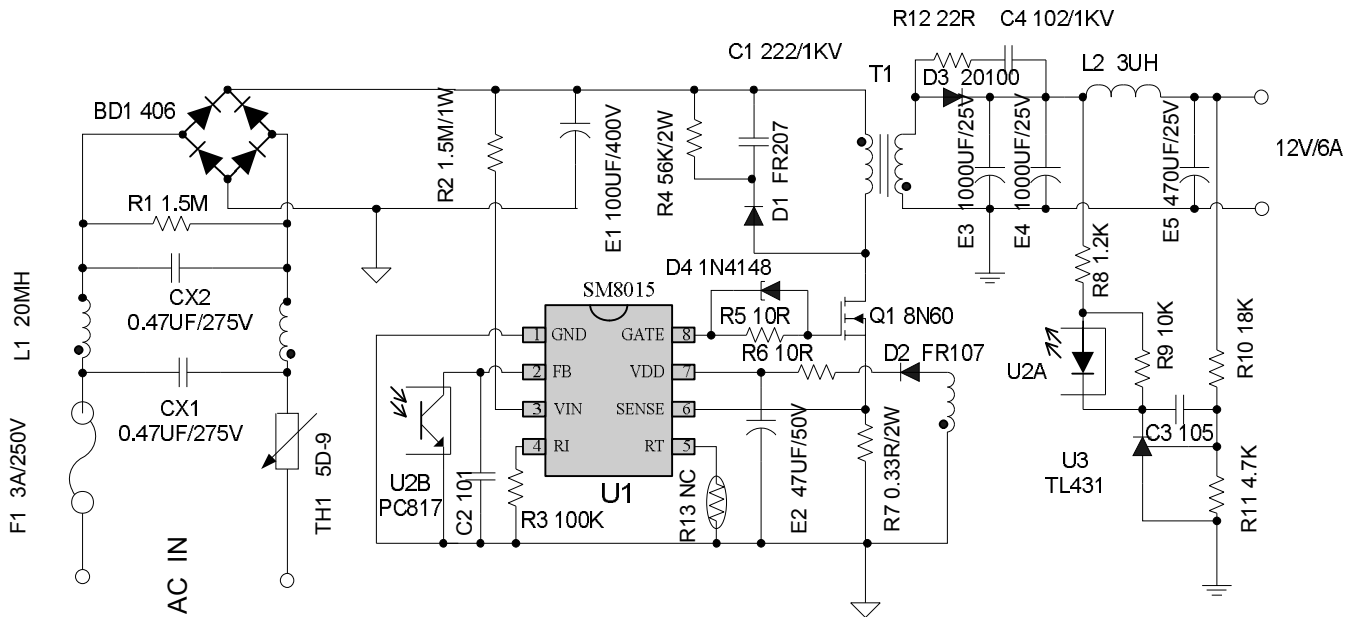 R12 22R
C4 102/1KV
C1 222/1KV
T1
D3 20100
L2 3UH
BD1 406
R2 1.5M/1W
E1 100UF/400V
R4 56K/2W
D1 FR207
E3 1000UF/25V
E4 1000UF/25V
E5 470UF/25V
12V/6A
R1 1.5M
CX2
0.47UF/275V
L1 20MH
CX1
0.47UF/275V
F1 3A/250V
TH1 5D-9
AC IN
D4 1N4148
SM8015
R5 10R
Q1 8N60
R6 10R
D2 FR107
1 GND
GATE 8
2 FB
VDD 7
3 VIN
SENSE 6
4 RI
RT 5
U1
U2B
PC817
C2 101
R3 100K
R13 NC
E2 47UF/50V
R7 0.33R/2W
R8 1.2K
U2A
R9 10K
R10 18K
C3 105
U3
TL431
R11 4.7K